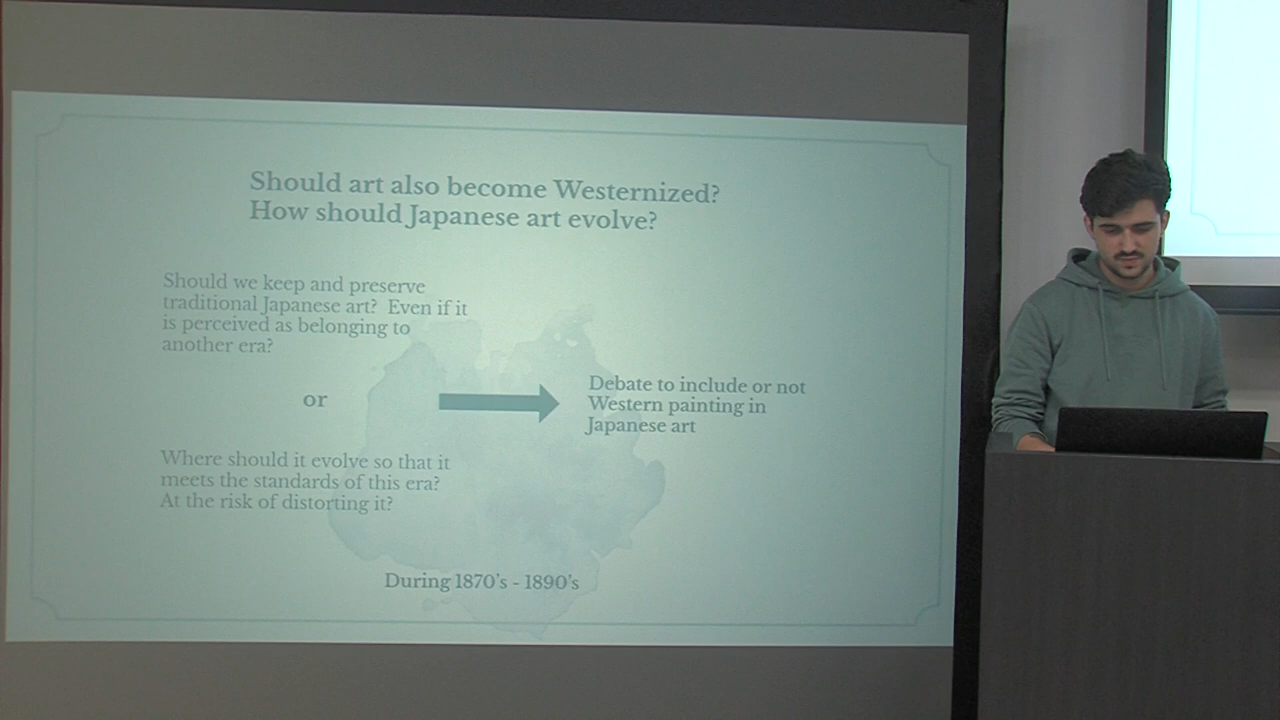 Should art also become Westernized?
How should Japanese art evolve?
Should we keep and preserve
traditional Japanese art? Even if it
is perceived as belonging to
another era?
or
Where should it evolve so that it
meets the standards of this era?
At the risk of distorting it?
Debate to include or not
Western painting in
Japanese art
During 1870's - 1890's